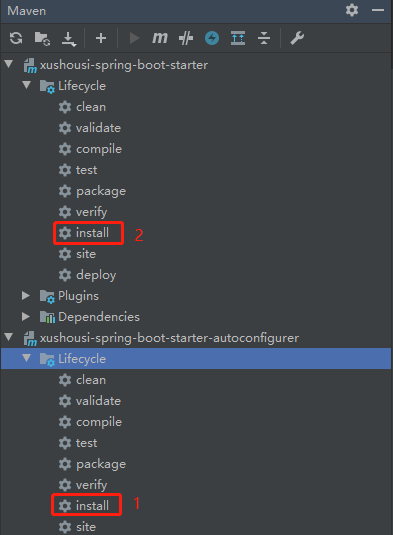 Maven
xushousi-spring-boot-starter
Lifecycle
clean
validate
compile
test
package
verify
install 2
site
deploy
Plugins
Dependencies
xushousi-spring-boot-starter-autoconfigurer
Lifecycle
clean
validate
compile
test
package
verify
install 1
site